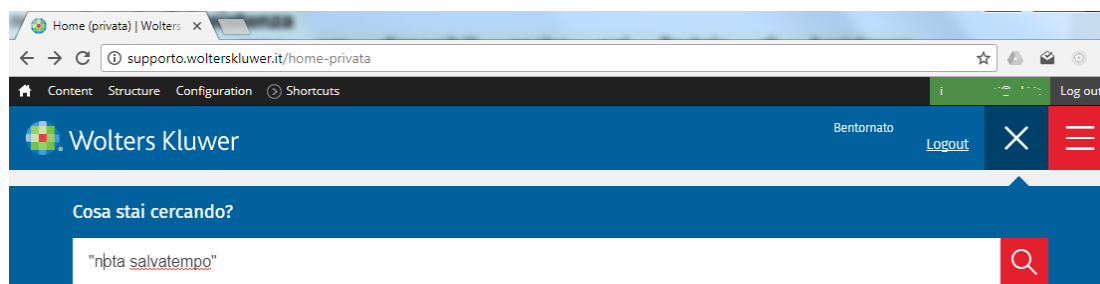 Home (privata) | Wolters
supporto.wolterskluwer.it/home-privata
Content Structure Configuration Shortcuts
Log out
Wolters Kluwer
Bentornato
Logout
Cosa stai cercando?
"nota salvatempo"